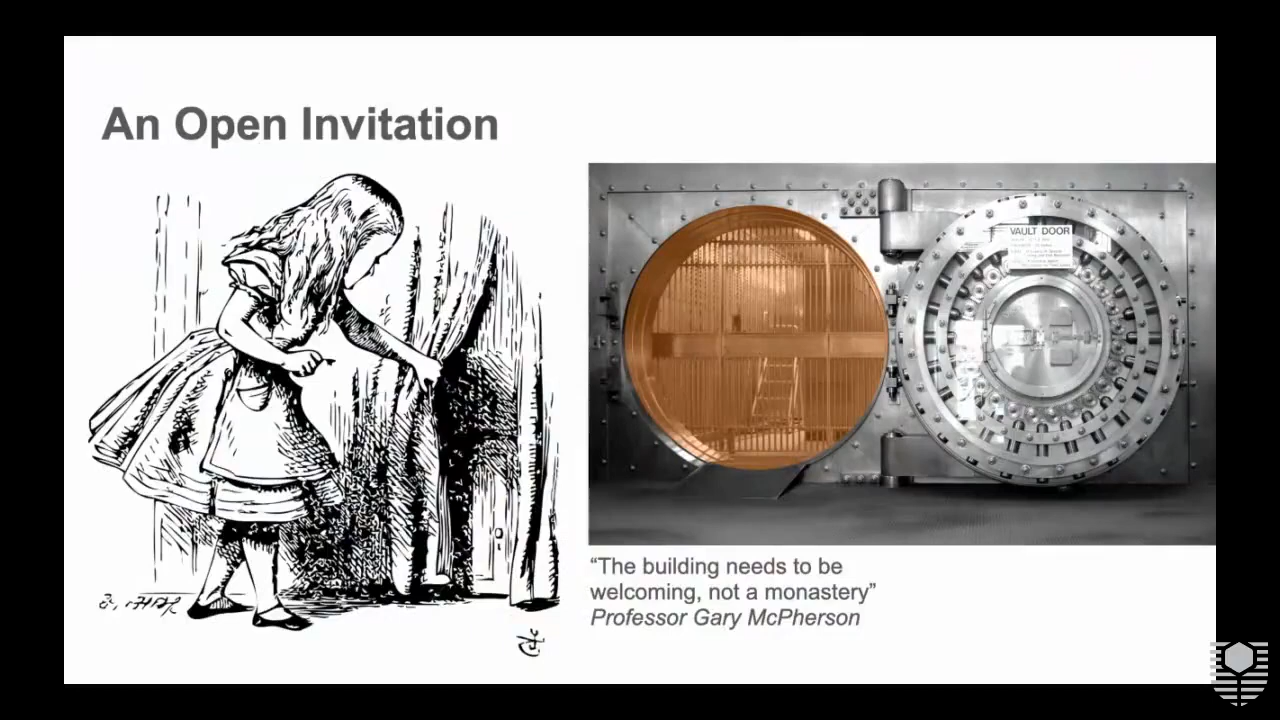 An Open Invitation
VAULT DOOR
“The building needs to be
welcoming, not a monastery”
Professor Gary McPherson